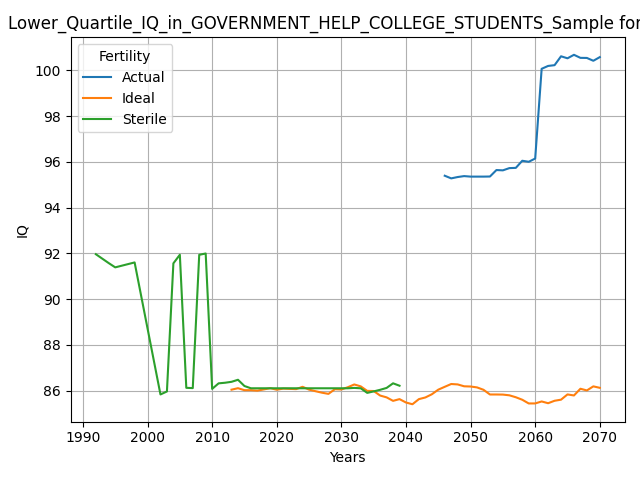 Lower_Quartile_IQ_in_GOVERNMENT_HELP_COLLEGE_STUDENTS_Sample for
Fertility
Actual
Ideal
Sterile
IQ
100
98
96
94
92
90
88
86
1990 2000 2010 2020 2030 2040 2050 2060 2070
Years